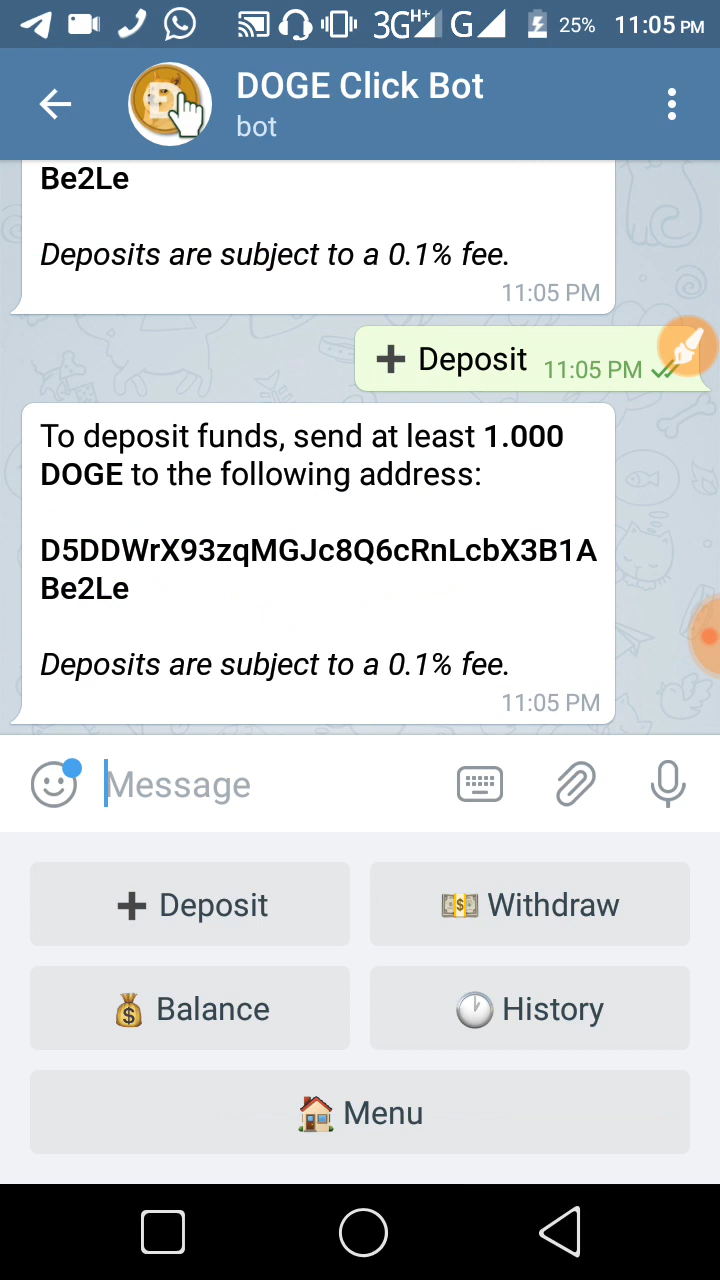 3G H+ G 25% 11:05 PM
DOGE Click Bot
bot
Be2Le
Deposits are subject to a 0.1% fee.
11:05 PM
➕ Deposit 11:05 PM
To deposit funds, send at least 1.000
DOGE to the following address:
D5DDWrX93zqMGJc8Q6cRnLcbX3B1A
Be2Le
Deposits are subject to a 0.1% fee.
11:05 PM
Message
➕ Deposit
💵 Withdraw
💰 Balance
🕐 History
🏠 Menu